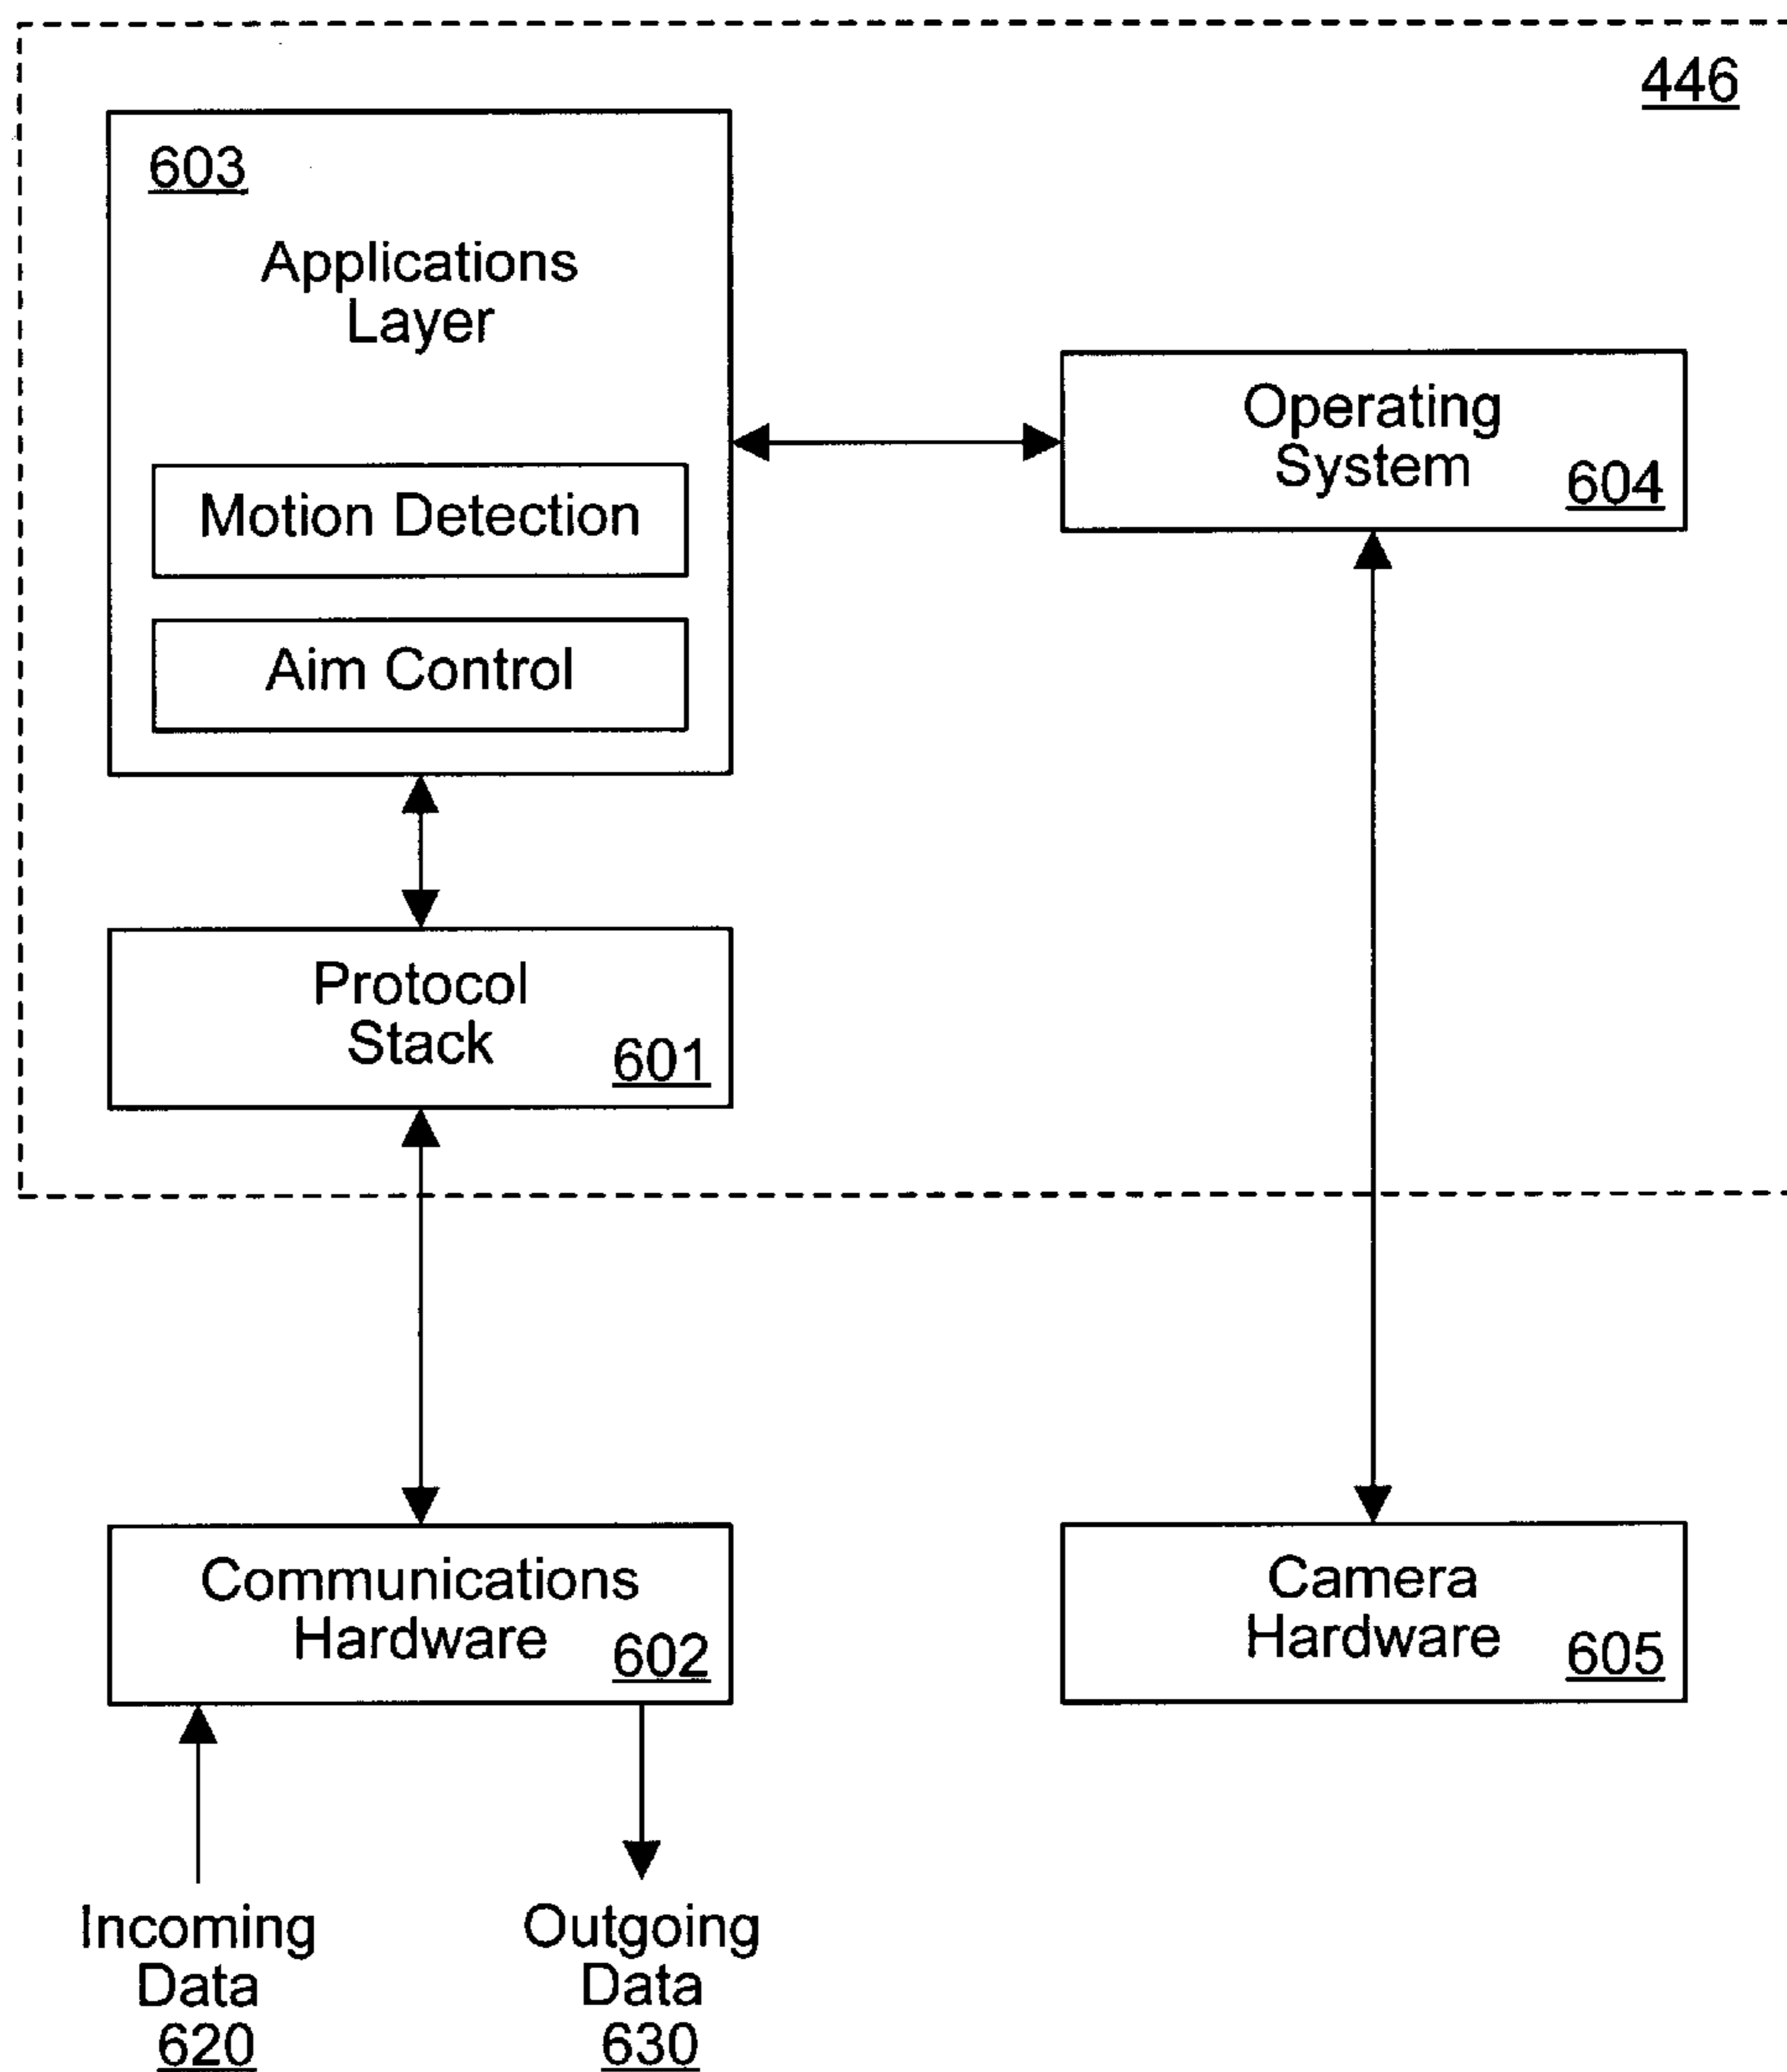 446
603
Applications
Layer
Motion Detection
Aim Control
Operating
System
604
Protocol
Stack
601
Communications
Hardware
602
Camera
Hardware
605
Incoming
Data
620
Outgoing
Data
630